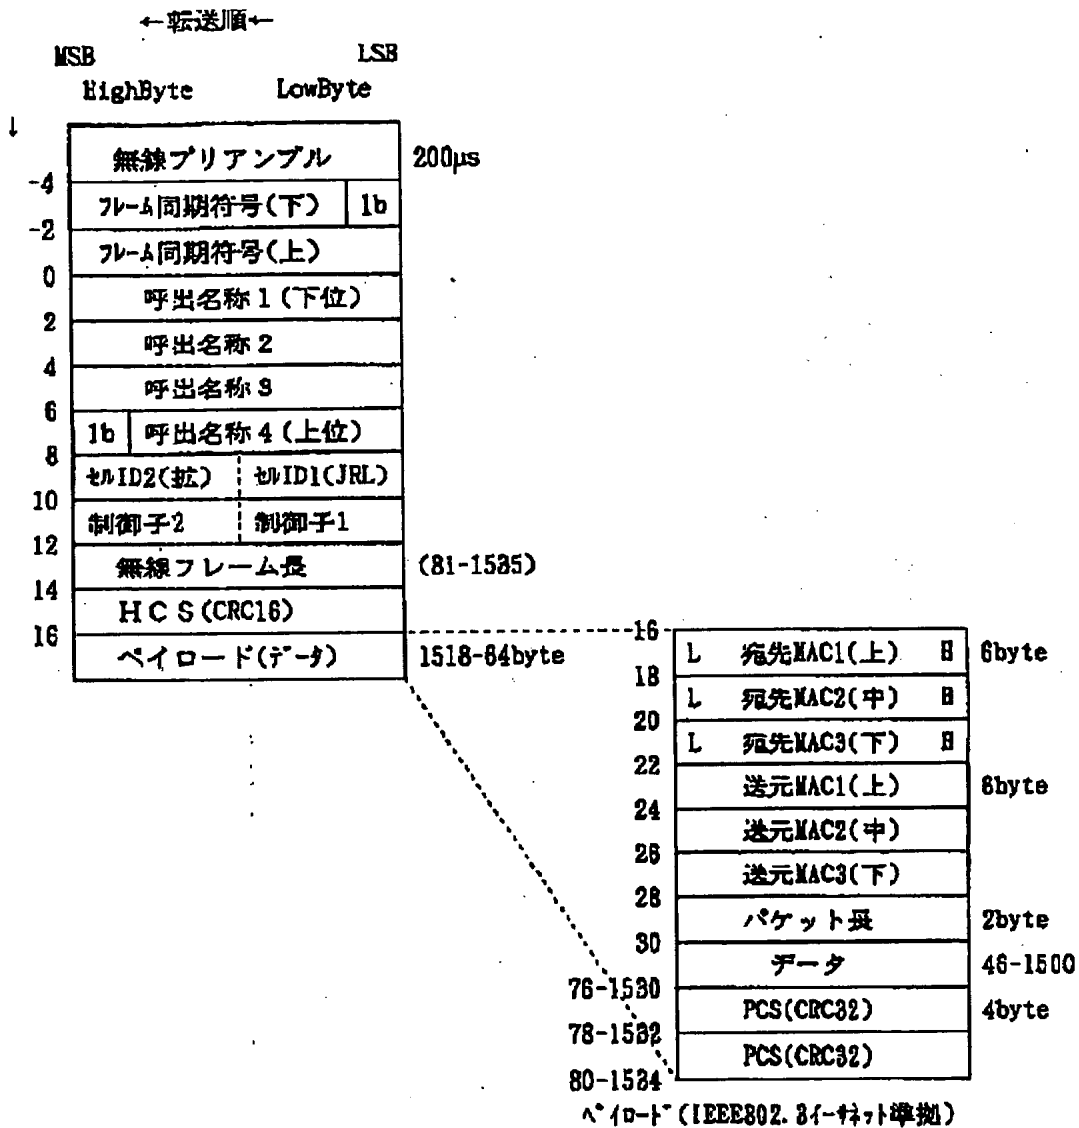 ←転送順←
MSB LSB
HighByte LowByte
↓
無線プリアンブル 200μs
-4
フレーム同期符号(下) 1b
-2
フレーム同期符号(上)
0
呼出名称1(下位)
2
呼出名称2
4
呼出名称3
6
1b 呼出名称4(上位)
8
セルID2(拡) セルID1(JRL)
10
制御子2 制御子1
12
無線フレーム長 (81-1535)
14
HCS(CRC16)
16
ペイロード(データ) 1518-64byte
16
L 宛先MAC1(上) H 6byte
18
L 宛先MAC2(中) H
20
L 宛先MAC3(下) H
22
送元MAC1(上) 6byte
24
送元MAC2(中)
26
送元MAC3(下)
28
パケット長 2byte
30
データ 46-1500
76-1530
FCS(CRC32) 4byte
78-1532
FCS(CRC32)
80-1534
ペイロード(IEEE802.3イーサネット準拠)